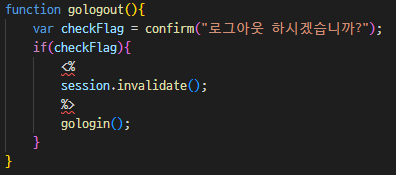 function gologout(){
    var checkFlag = confirm("로그아웃 하시겠습니까?");
    if(checkFlag){
        <%
        session.invalidate();
        %>
        gologin();
    }
}